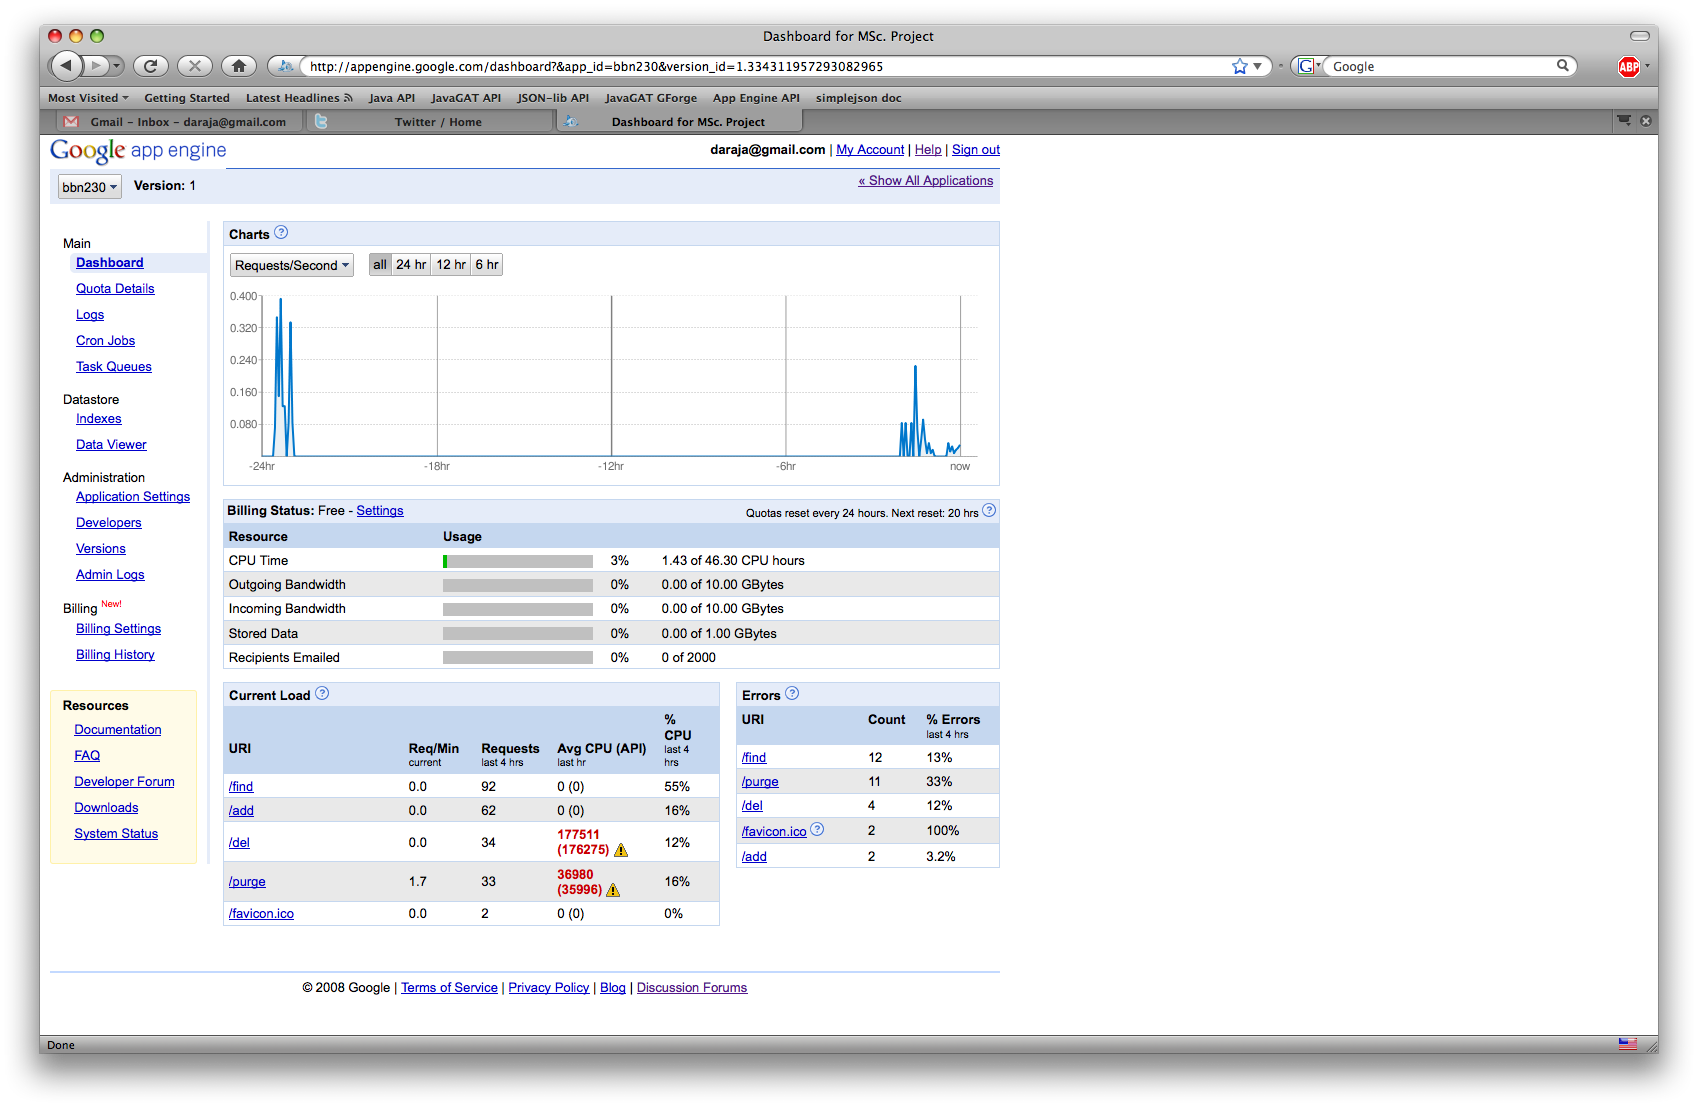 Dashboard for MSc. Project
http://appengine.google.com/dashboard?&app_id=bbn230&version_id=1.334311957293082965
G Google ABP
Most Visited Getting Started Latest Headlines Java API JavaGAT API JSON-lib API JavaGAT GForge App Engine API simplejson doc
Gmail - Inbox - daraja@gmail.com Twitter / Home Dashboard for MSc. Project
Google app engine
daraja@gmail.com | My Account | Help | Sign out
bbn230 Version: 1 « Show All Applications
Main
Dashboard
Quota Details
Logs
Cron Jobs
Task Queues
Datastore
Indexes
Data Viewer
Administration
Application Settings
Developers
Versions
Admin Logs
Billing New!
Billing Settings
Billing History
Resources
Documentation
FAQ
Developer Forum
Downloads
System Status
Charts ?
Requests/Second all 24 hr 12 hr 6 hr
0.400
0.320
0.240
0.160
0.080
-24hr -18hr -12hr -6hr now
Billing Status: Free - Settings Quotas reset every 24 hours. Next reset: 20 hrs ?
Resource Usage
CPU Time 3% 1.43 of 46.30 CPU hours
Outgoing Bandwidth 0% 0.00 of 10.00 GBytes
Incoming Bandwidth 0% 0.00 of 10.00 GBytes
Stored Data 0% 0.00 of 1.00 GBytes
Recipients Emailed 0% 0 of 2000
Current Load ?
URI Req/Min current Requests last 4 hrs Avg CPU (API) last hr % CPU last 4 hrs
/find 0.0 92 0 (0) 55%
/add 0.0 62 0 (0) 16%
/del 0.0 34 177511 (176275) 12%
/purge 1.7 33 36980 (35996) 16%
/favicon.ico 0.0 2 0 (0) 0%
Errors ?
URI Count % Errors last 4 hrs
/find 12 13%
/purge 11 33%
/del 4 12%
/favicon.ico ? 2 100%
/add 2 3.2%
© 2008 Google | Terms of Service | Privacy Policy | Blog | Discussion Forums
Done